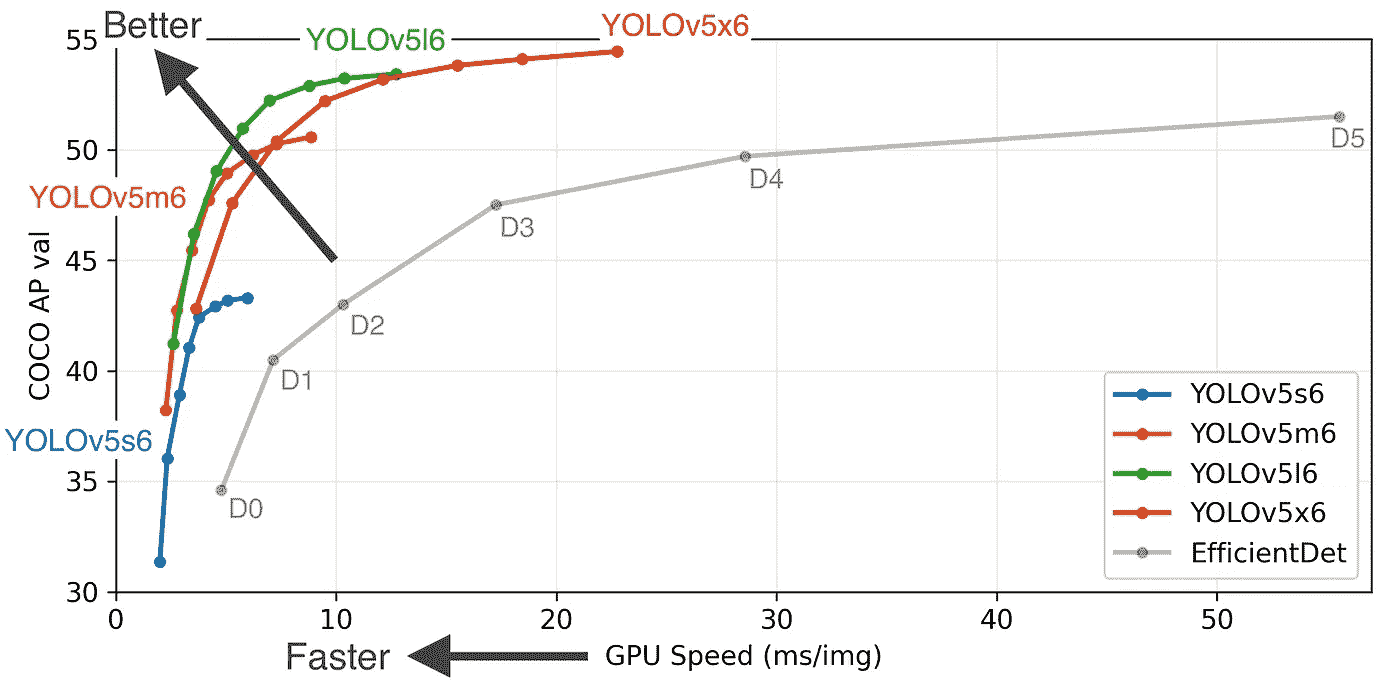 Better
YOLOv5l6
YOLOv5x6
55
50
D5
D4
YOLOv5m6
D3
COCO AP val
45
D2
40
D1
YOLOv5s6
35
D0
30
YOLOv5s6
YOLOv5m6
YOLOv5l6
YOLOv5x6
EfficientDet
0 10 20 30 40 50
Faster
GPU Speed (ms/img)